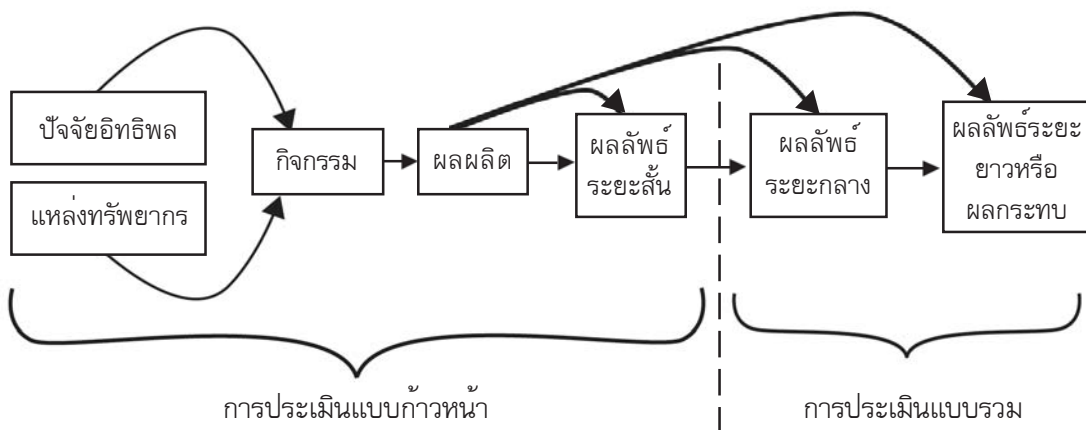 ปัจจัยอิทธิพล
แหล่งทรัพยากร
กิจกรรม
ผลผลิต
ผลลัพธ์
ระยะสั้น
ผลลัพธ์
ระยะกลาง
ผลลัพธ์ระยะ
ยาวหรือ
ผลกระทบ
การประเมินแบบก้าวหน้า
การประเมินแบบรวม